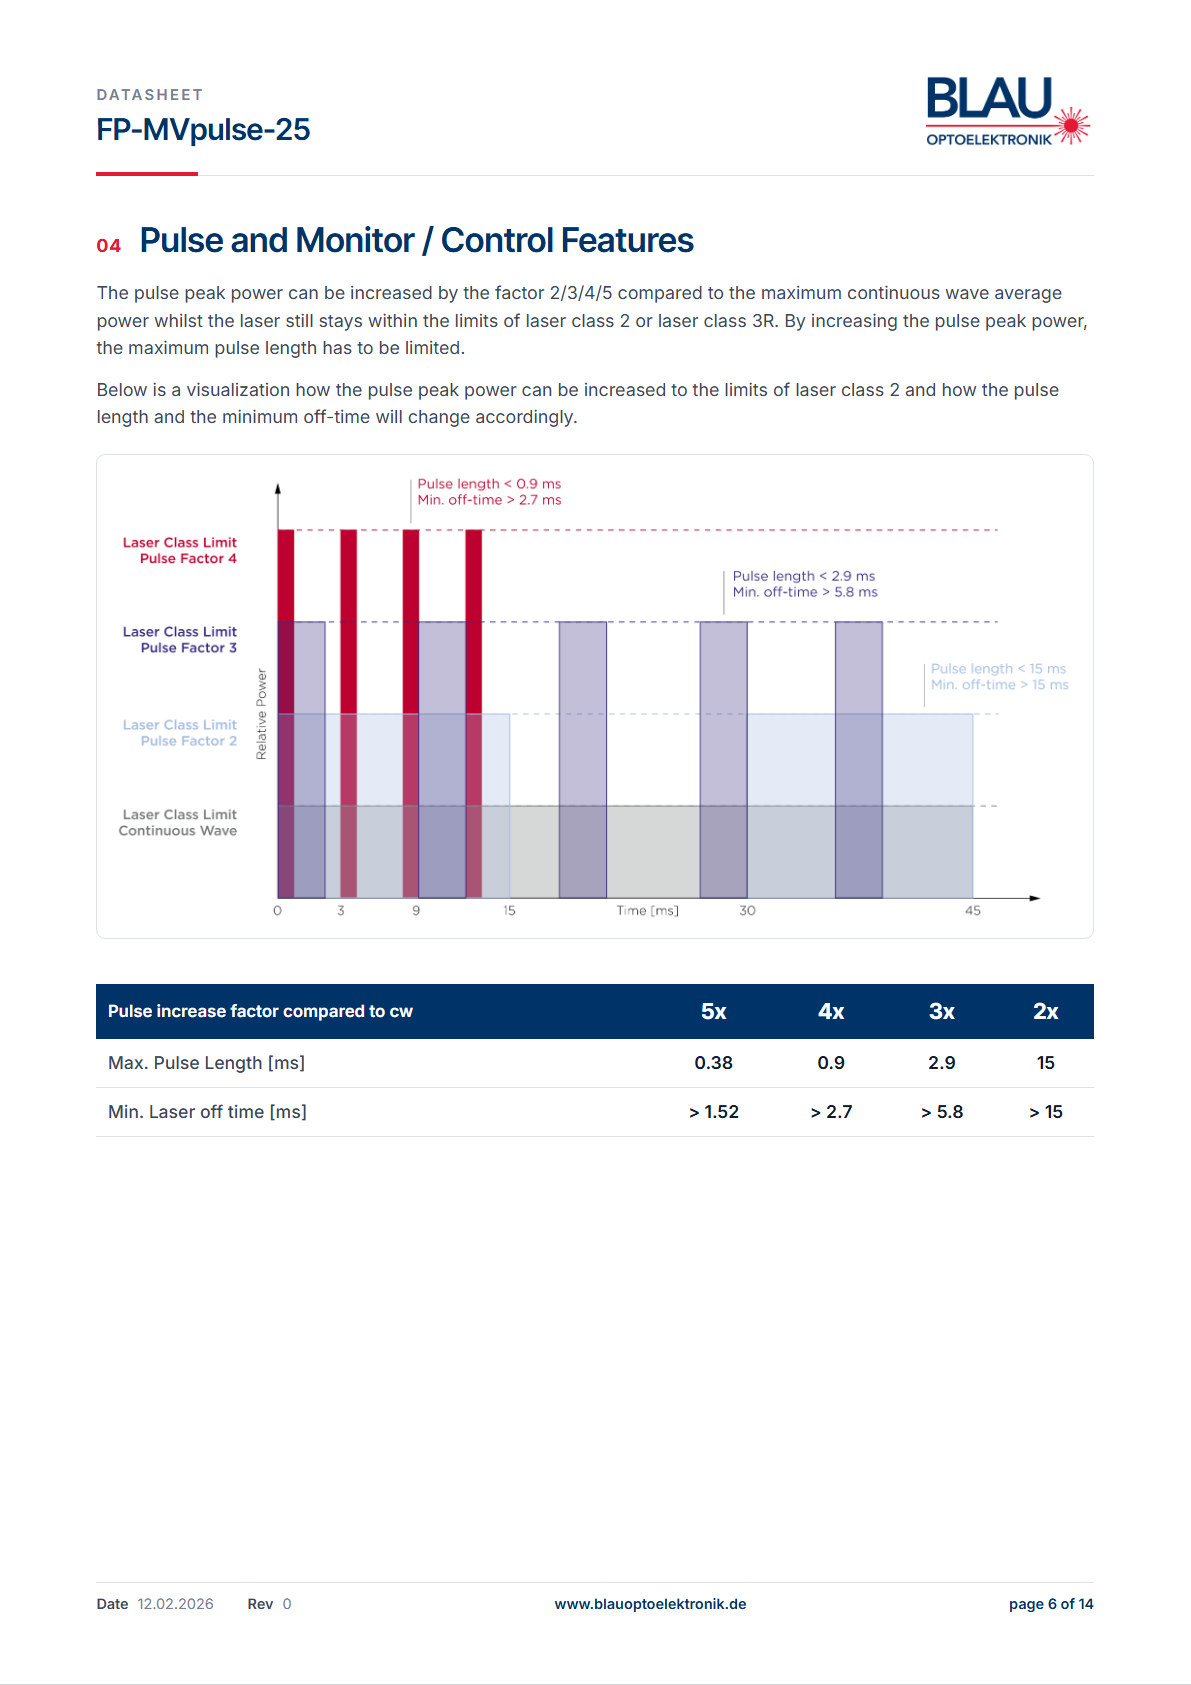 DATASHEET
FP-MVpulse-25
BLAU
OPTOELEKTRONIK
04 Pulse and Monitor / Control Features
The pulse peak power can be increased by the factor 2/3/4/5 compared to the maximum continuous wave average
power whilst the laser still stays within the limits of laser class 2 or laser class 3R. By increasing the pulse peak power,
the maximum pulse length has to be limited.
Below is a visualization how the pulse peak power can be increased to the limits of laser class 2 and how the pulse
length and the minimum off-time will change accordingly.
Pulse length < 0.9 ms
Min. off-time > 2.7 ms
Laser Class Limit
Pulse Factor 4
Pulse length < 2.9 ms
Min. off-time > 5.8 ms
Laser Class Limit
Pulse Factor 3
Pulse length < 15 ms
Min. off-time > 15 ms
Laser Class Limit
Pulse Factor 2
Relative Power
Laser Class Limit
Continuous Wave
0 3 9 15 Time [ms] 30 45
Pulse increase factor compared to cw 5x 4x 3x 2x
Max. Pulse Length [ms] 0.38 0.9 2.9 15
Min. Laser off time [ms] > 1.52 > 2.7 > 5.8 > 15
Date 12.02.2026 Rev 0 www.blauoptoelektronik.de page 6 of 14